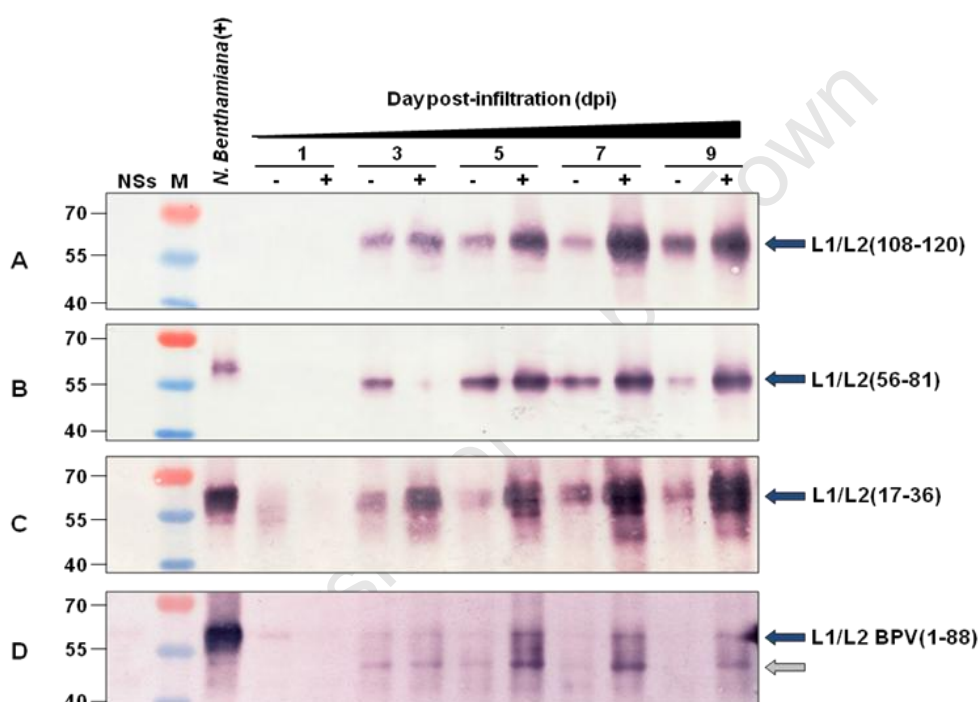 N. Benthamiana(+)
Day post-infiltration (dpi)
1 3 5 7 9
NSs M - + - + - + - + - +
A
70
55
40
L1/L2(108-120)
B
70
55
40
L1/L2(56-81)
C
70
55
40
L1/L2(17-36)
D
70
55
40
L1/L2 BPV(1-88)